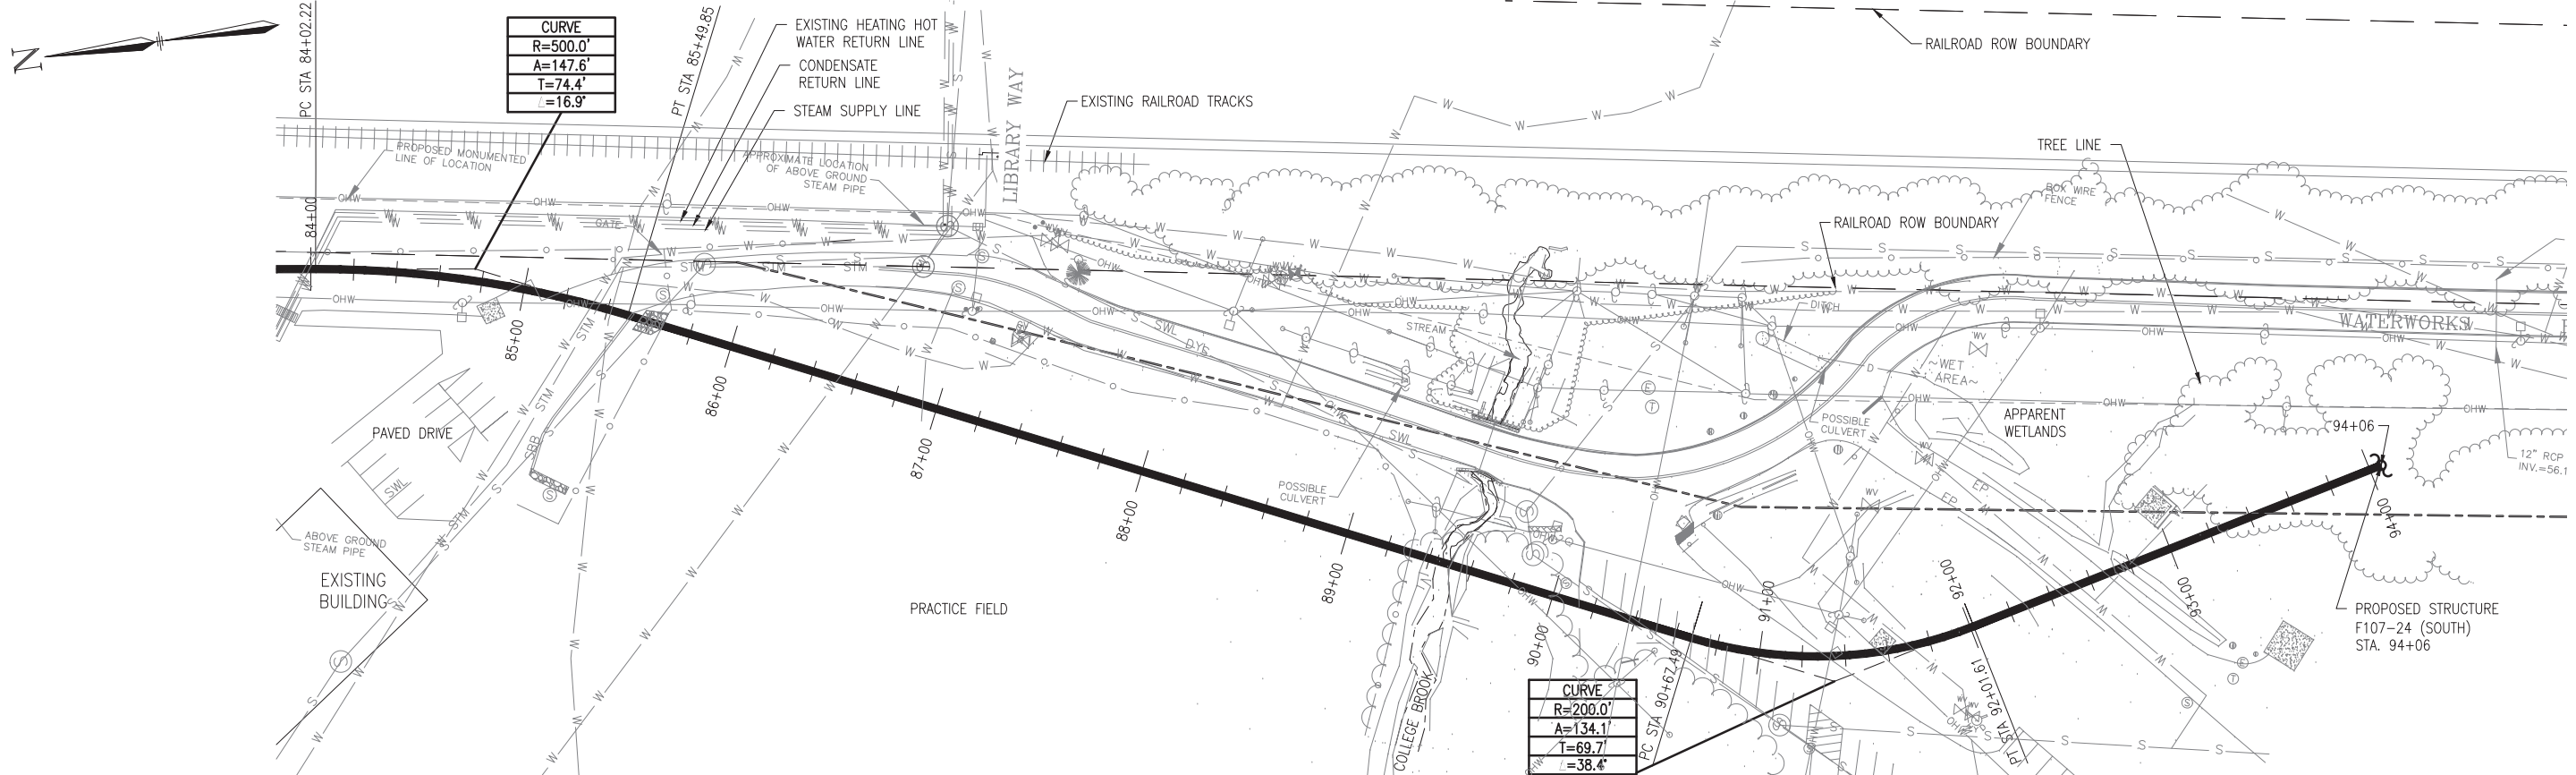 N
PC STA 84+02.22
CURVE
R=500.0'
A=147.6'
T=74.4'
△=16.9°
PT STA 85+49.85
EXISTING HEATING HOT
WATER RETURN LINE
CONDENSATE
RETURN LINE
STEAM SUPPLY LINE
LIBRARY WAY
EXISTING RAILROAD TRACKS
RAILROAD ROW BOUNDARY
TREE LINE
PROPOSED MONUMENTED
LINE OF LOCATION
APPROXIMATE LOCATION
OF ABOVE GROUND
STEAM PIPE
BOX WIRE
FENCE
RAILROAD ROW BOUNDARY
GATE
84+00
85+00
86+00
87+00
88+00
89+00
90+00
91+00
92+00
93+00
94+00
STREAM
DITCH
WATERWORKS
~WET
AREA~
APPARENT
WETLANDS
POSSIBLE
CULVERT
POSSIBLE
CULVERT
94+06
12" RCP
INV.=56.1
PAVED DRIVE
SWL
SBB
ABOVE GROUND
STEAM PIPE
EXISTING
BUILDING
PRACTICE FIELD
COLLEGE BROOK
PROPOSED STRUCTURE
F107-24 (SOUTH)
STA. 94+06
CURVE
R=200.0'
A=134.1'
T=69.7'
△=38.4°
PC STA 90+67.49
PT STA 92+01.61